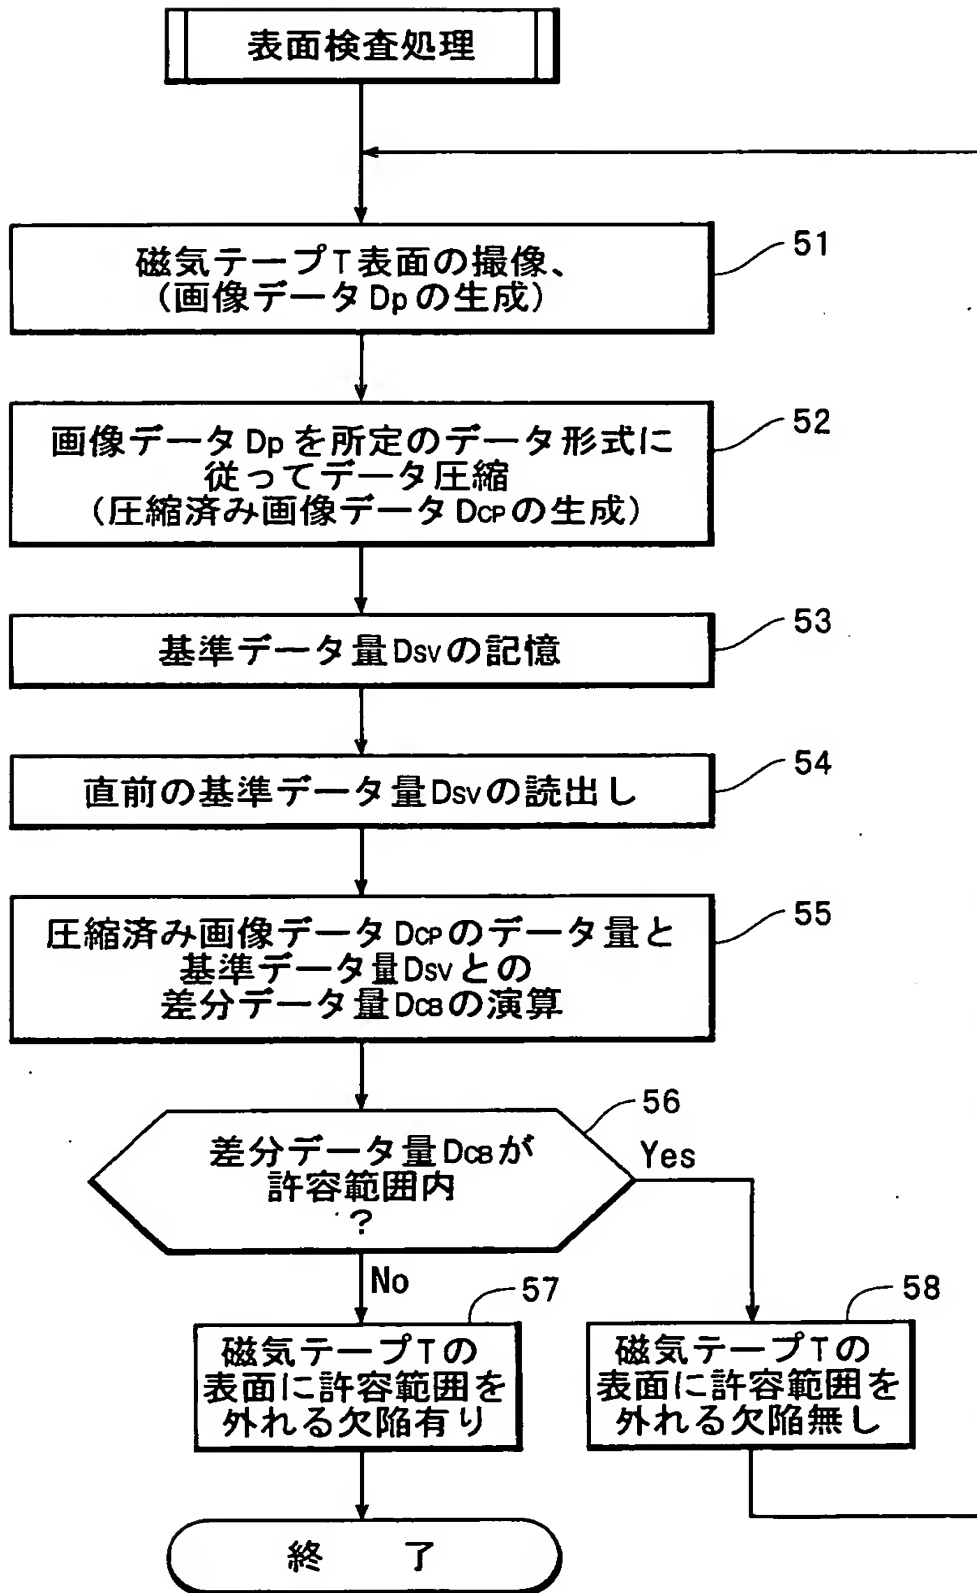 表面検査処理
51
磁気テープT表面の撮像、
(画像データDpの生成)
52
画像データDpを所定のデータ形式に
従ってデータ圧縮
(圧縮済み画像データDCPの生成)
53
基準データ量DSVの記憶
54
直前の基準データ量DSVの読出し
55
圧縮済み画像データDCPのデータ量と
基準データ量DSVとの
差分データ量DCBの演算
56
差分データ量DCBが
許容範囲内
?
Yes
No
57
磁気テープTの
表面に許容範囲を
外れる欠陥有り
58
磁気テープTの
表面に許容範囲を
外れる欠陥無し
終 了